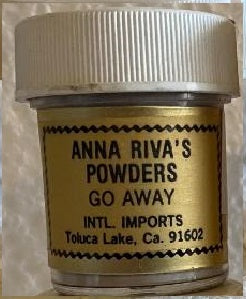 ANNA RIVA'S
POWDERS
GO AWAY
INTL. IMPORTS
Toluca Lake, Ca. 91602